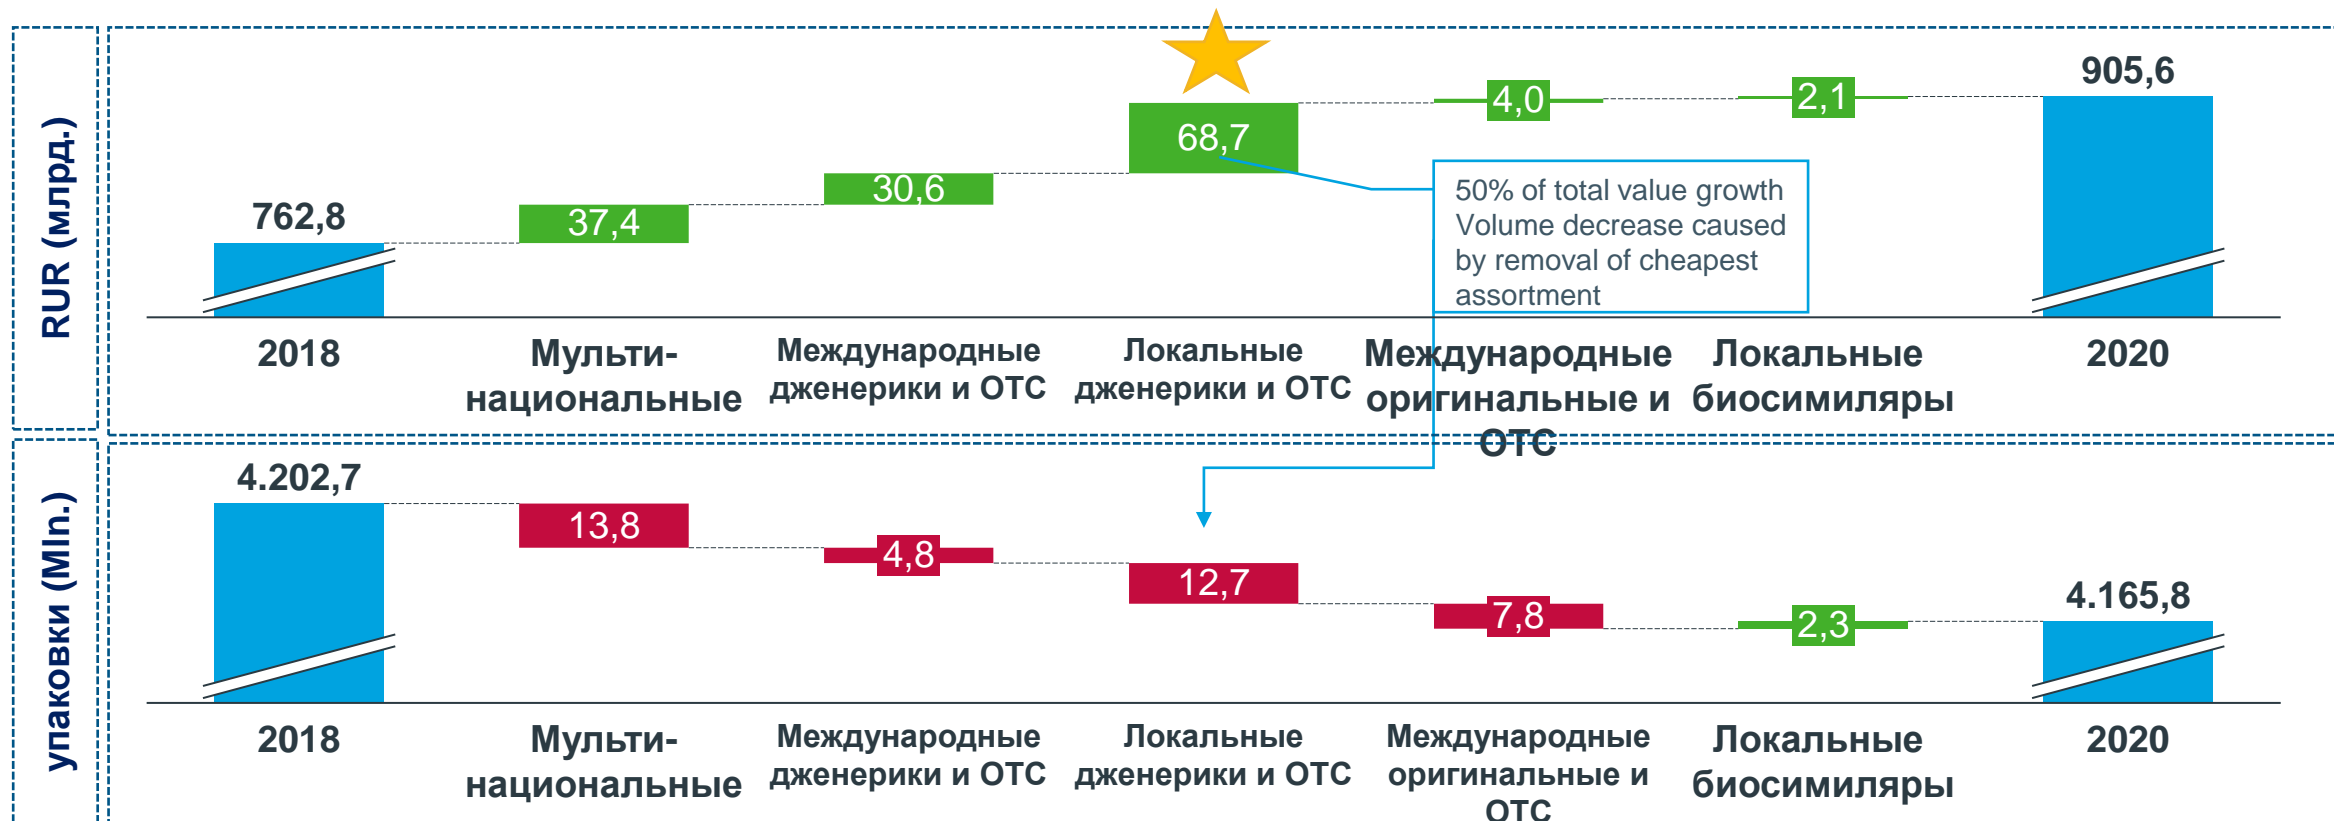 RUR (млрд.)
762,8
37,4
30,6
68,7
4,0
2,1
905,6
50% of total value growth
Volume decrease caused
by removal of cheapest
assortment
2018
Мульти-
национальные
Международные
дженерики и ОТС
Локальные
дженерики и ОТС
Международные
оригинальные и
ОТС
Локальные
биосимиляры
2020
упаковки (Mln.)
4.202,7
13,8
4,8
12,7
7,8
2,3
4.165,8
2018
Мульти-
национальные
Международные
дженерики и ОТС
Локальные
дженерики и ОТС
Международные
оригинальные и
ОТС
Локальные
биосимиляры
2020